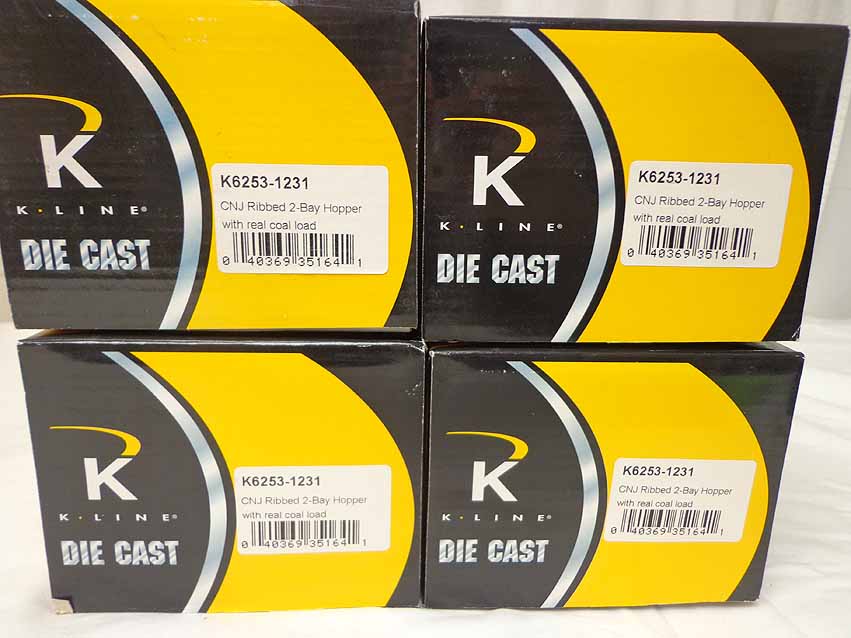 K
K·LINE®
DIE CAST
K6253-1231
CNJ Ribbed 2-Bay Hopper
with real coal load
0 40369 35164 1
K
K·LINE®
DIE CAST
K6253-1231
CNJ Ribbed 2-Bay Hopper
with real coal load
0 40369 35164 1
K
K·LINE®
DIE CAST
K6253-1231
CNJ Ribbed 2-Bay Hopper
with real coal load
0 40369 35164 1
K
K·LINE®
DIE CAST
K6253-1231
CNJ Ribbed 2-Bay Hopper
with real coal load
0 40369 35164 1